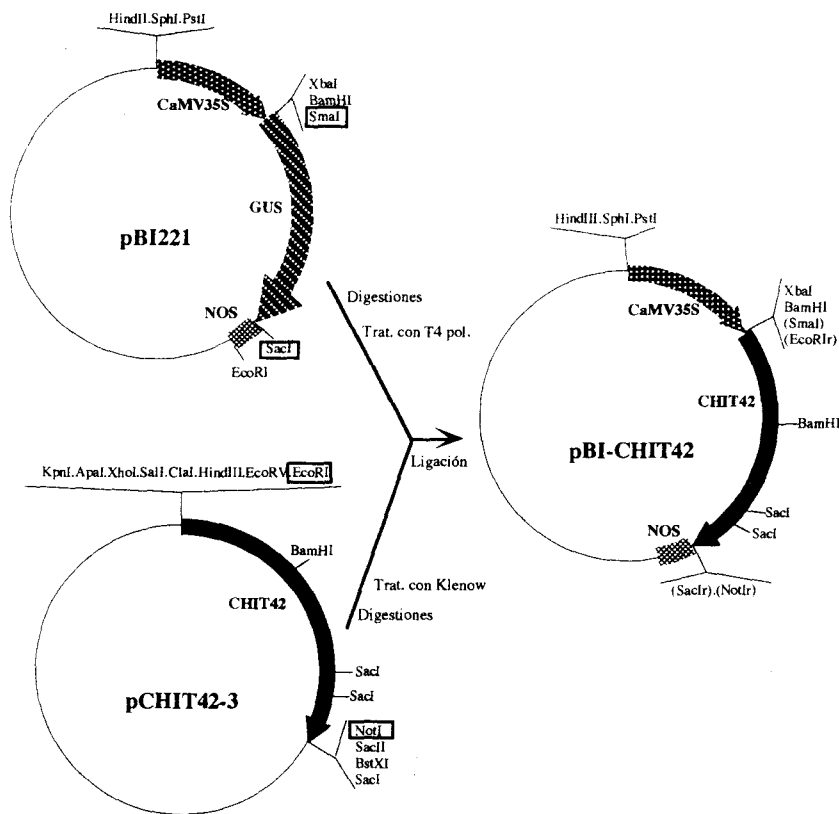 HindII.SphI.PstI
CaMV35S
XbaI
BamHI
SmaI
GUS
pBI221
NOS
SacI
EcoRI
Digestiones
Trat. con T4 pol.
Ligación
Trat. con Klenow
Digestiones
KpnI.ApaI.XhoI.SalI.ClaI.HindIII.EcoRV.EcoRI
BamHI
CHIT42
SacI
SacI
pCHIT42-3
NotI
SacII
BstXI
SacI
HindIII.SphI.PstI
CaMV35S
XbaI
BamHI
(SmaI)
(EcoRIr)
CHIT42
BamHI
pBI-CHIT42
SacI
SacI
NOS
(SacIr).(NotIr)